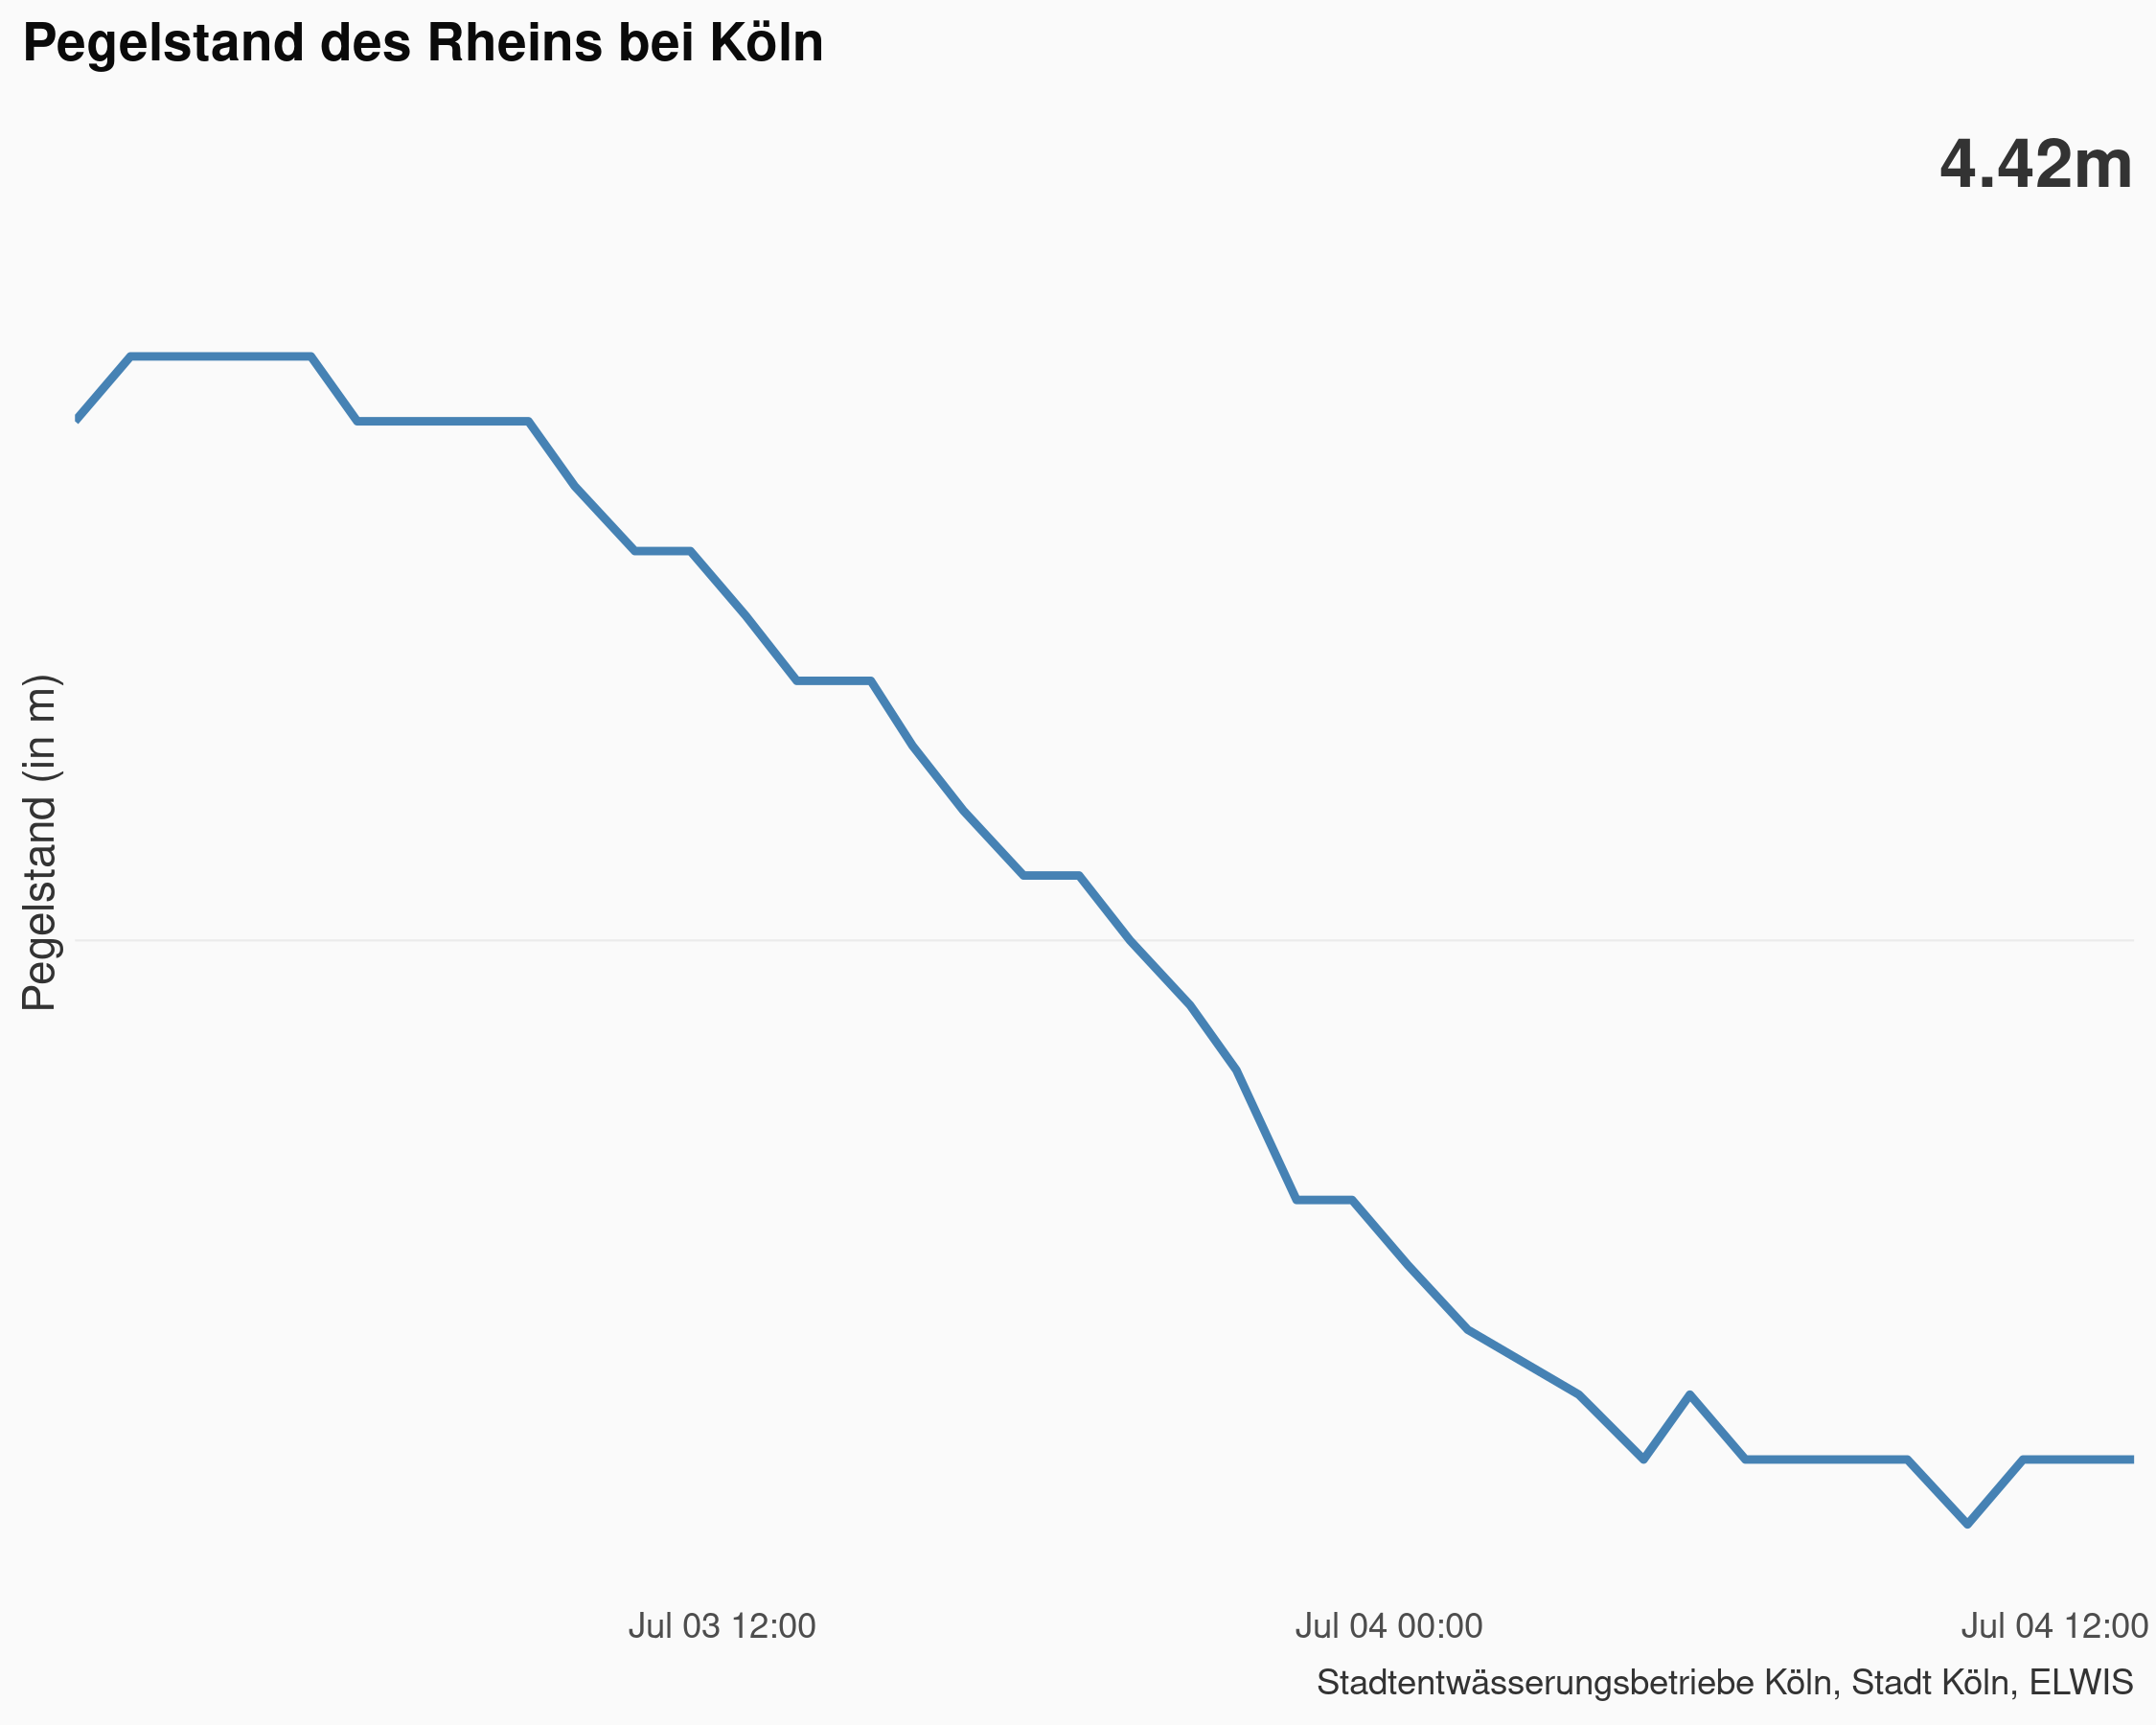 Pegelstand des Rheins bei Köln
4.42m
Pegelstand (in m)
Jul 03 12:00
Jul 04 00:00
Jul 04 12:00
Stadtentwässerungsbetriebe Köln, Stadt Köln, ELWIS